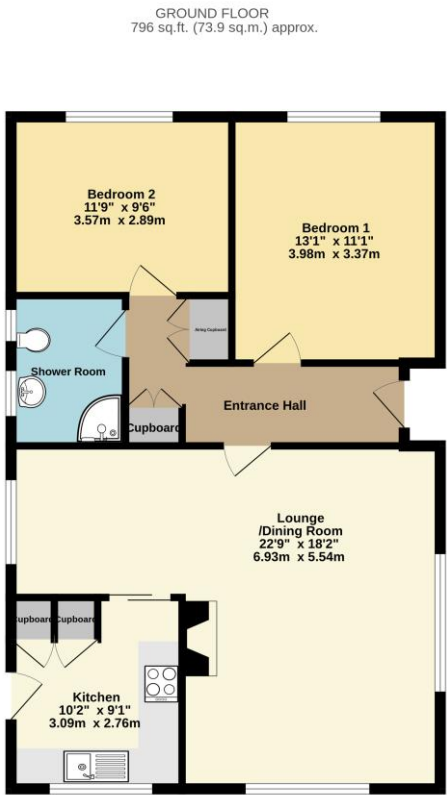 GROUND FLOOR
796 sq.ft. (73.9 sq.m.) approx.
Bedroom 2
11'9" x 9'6"
3.57m x 2.89m
Bedroom 1
13'1" x 11'1"
3.98m x 3.37m
Airing Cupboard
Shower Room
Entrance Hall
Cupboard
Lounge
/Dining Room
22'9" x 18'2"
6.93m x 5.54m
Cupboard
Cupboard
Kitchen
10'2" x 9'1"
3.09m x 2.76m